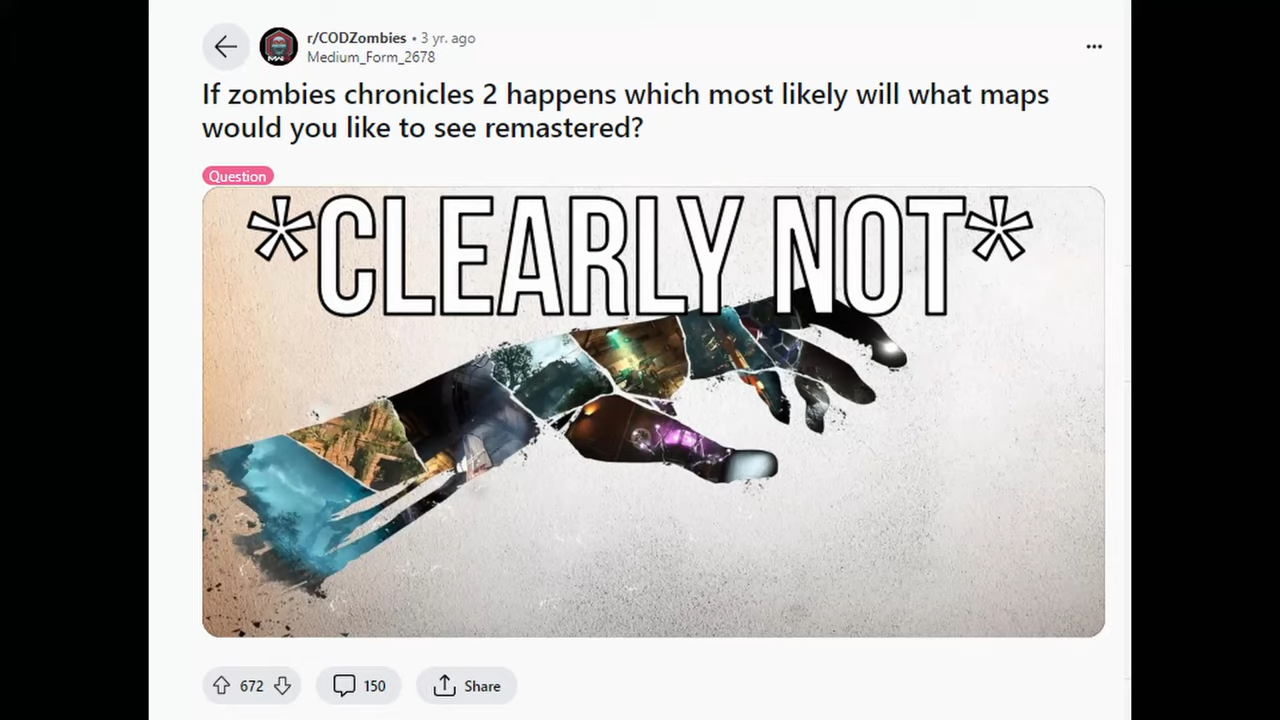 r/CODZombies • 3 yr. ago
Medium_Form_2678
If zombies chronicles 2 happens which most likely will what maps
would you like to see remastered?
Question
*CLEARLY NOT*
672
150
Share